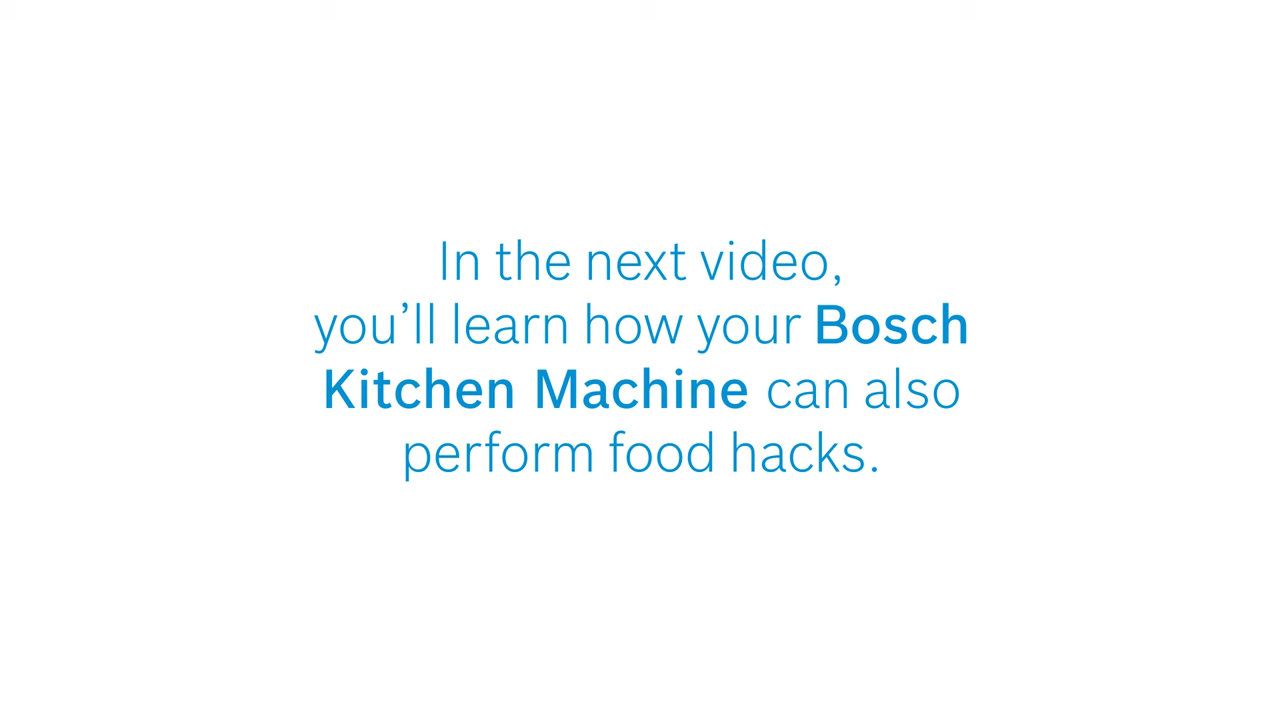 In the next video,
you’ll learn how your Bosch
Kitchen Machine can also
perform food hacks.